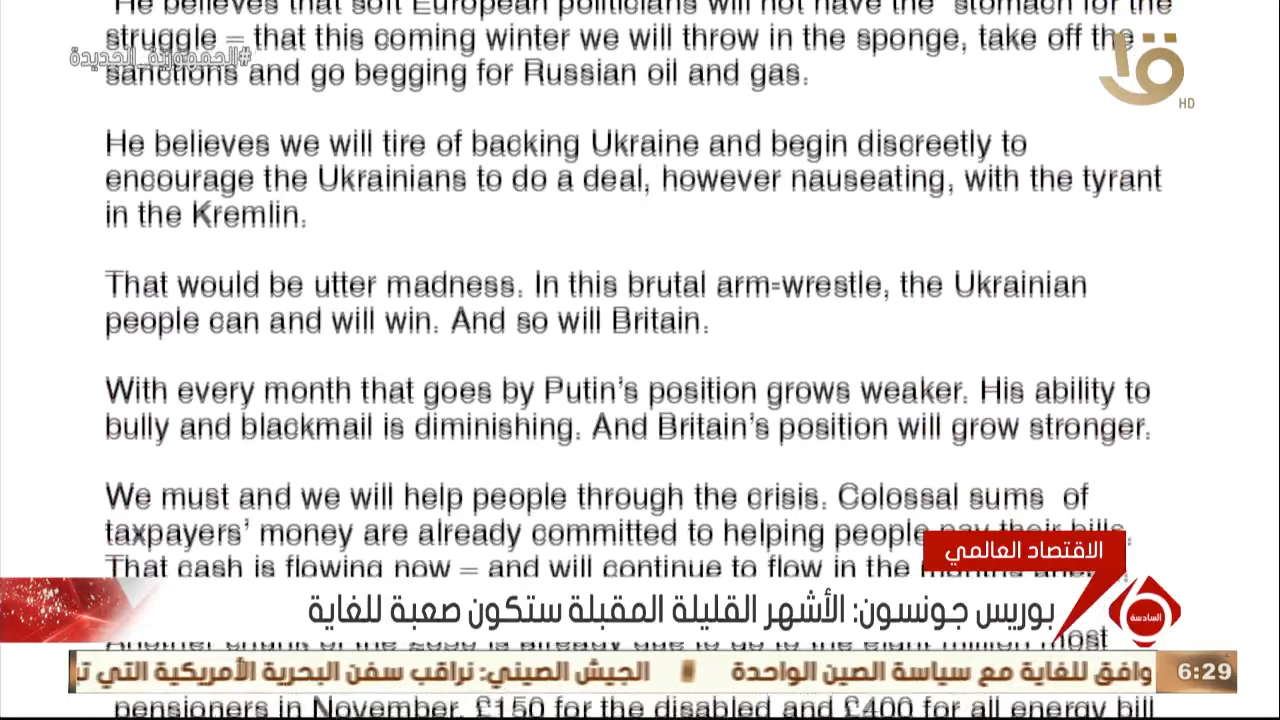 "He believes that soft European politicians will not have the "stomach for the
struggle – that this coming winter we will throw in the sponge, take off the
#الجمهورية_الجديدة
sanctions and go begging for Russian oil and gas.
HD
He believes we will tire of backing Ukraine and begin discreetly to
encourage the Ukrainians to do a deal, however nauseating, with the tyrant
in the Kremlin.
That would be utter madness. In this brutal arm-wrestle, the Ukrainian
people can and will win. And so will Britain.
With every month that goes by Putin's position grows weaker. His ability to
bully and blackmail is diminishing. And Britain's position will grow stronger.
We must and we will help people through the crisis. Colossal sums of
taxpayers' money are already committed to helping people pay their bills.
الاقتصاد العالمي
That cash is flowing now – and will continue to flow in the months ahead,
بوريس جونسون: الأشهر القليلة المقبلة ستكون صعبة للغاية
السادسة
most
وافق للغاية مع سياسة الصين الواحدة الجيش الصيني: نراقب سفن البحرية الأمريكية التي
6:29
pensioners in November, £150 for the disabled and £400 for all energy bill